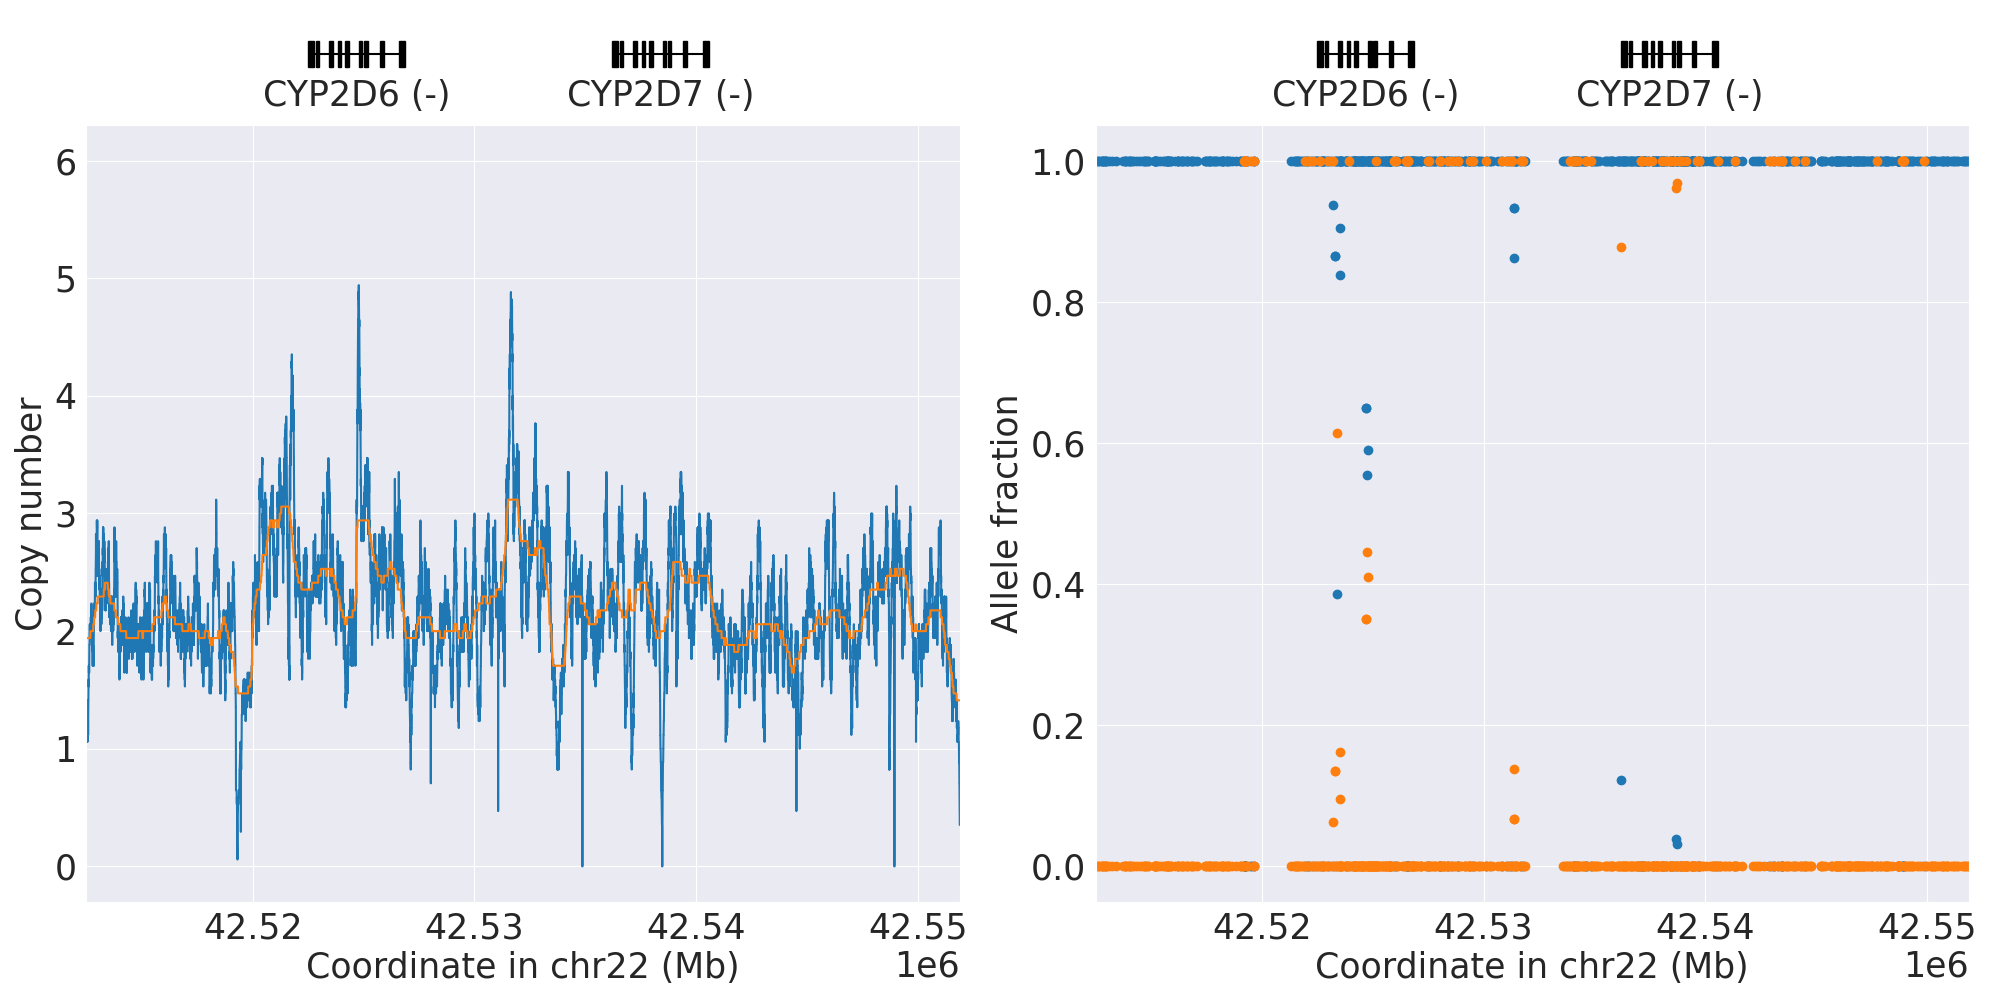 CYP2D6 (-)
CYP2D7 (-)
6
5
4
3
2
1
0
Copy number
42.52
42.53
42.54
42.55
Coordinate in chr22 (Mb)
1e6
CYP2D6 (-)
CYP2D7 (-)
1.0
0.8
0.6
0.4
0.2
0.0
Allele fraction
42.52
42.53
42.54
42.55
Coordinate in chr22 (Mb)
1e6